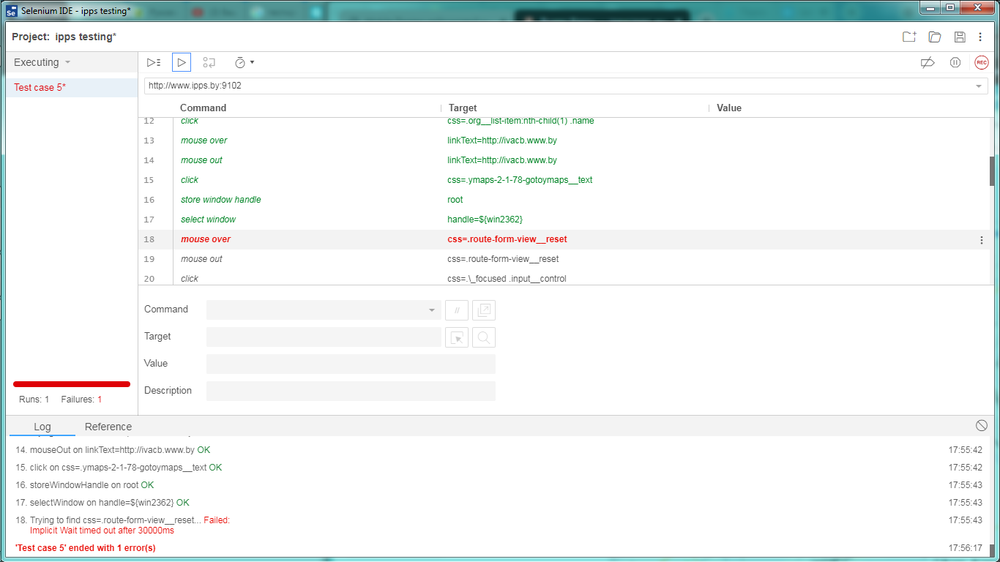 Selenium IDE - ipps testing*
Project: ipps testing*
Executing
Test case 5*
REC
http://www.ipps.by:9102
Command Target Value
12 click css=.org__list-item:nth-child(1) .name
13 mouse over linkText=http://ivacb.www.by
14 mouse out linkText=http://ivacb.www.by
15 click css=.ymaps-2-1-78-gotoymaps__text
16 store window handle root
17 select window handle=${win2362}
18 mouse over css=.route-form-view__reset
19 mouse out css=.route-form-view__reset
20 click css=.\_focused .input__control
Command //
Target
Value
Description
Runs: 1 Failures: 1
Log Reference
14. mouseOut on linkText=http://ivacb.www.by OK 17:55:42
15. click on css=.ymaps-2-1-78-gotoymaps__text OK 17:55:42
16. storeWindowHandle on root OK 17:55:43
17. selectWindow on handle=${win2362} OK 17:55:43
18. Trying to find css=.route-form-view__reset... Failed: 17:55:43
Implicit Wait timed out after 30000ms
'Test case 5' ended with 1 error(s) 17:56:17